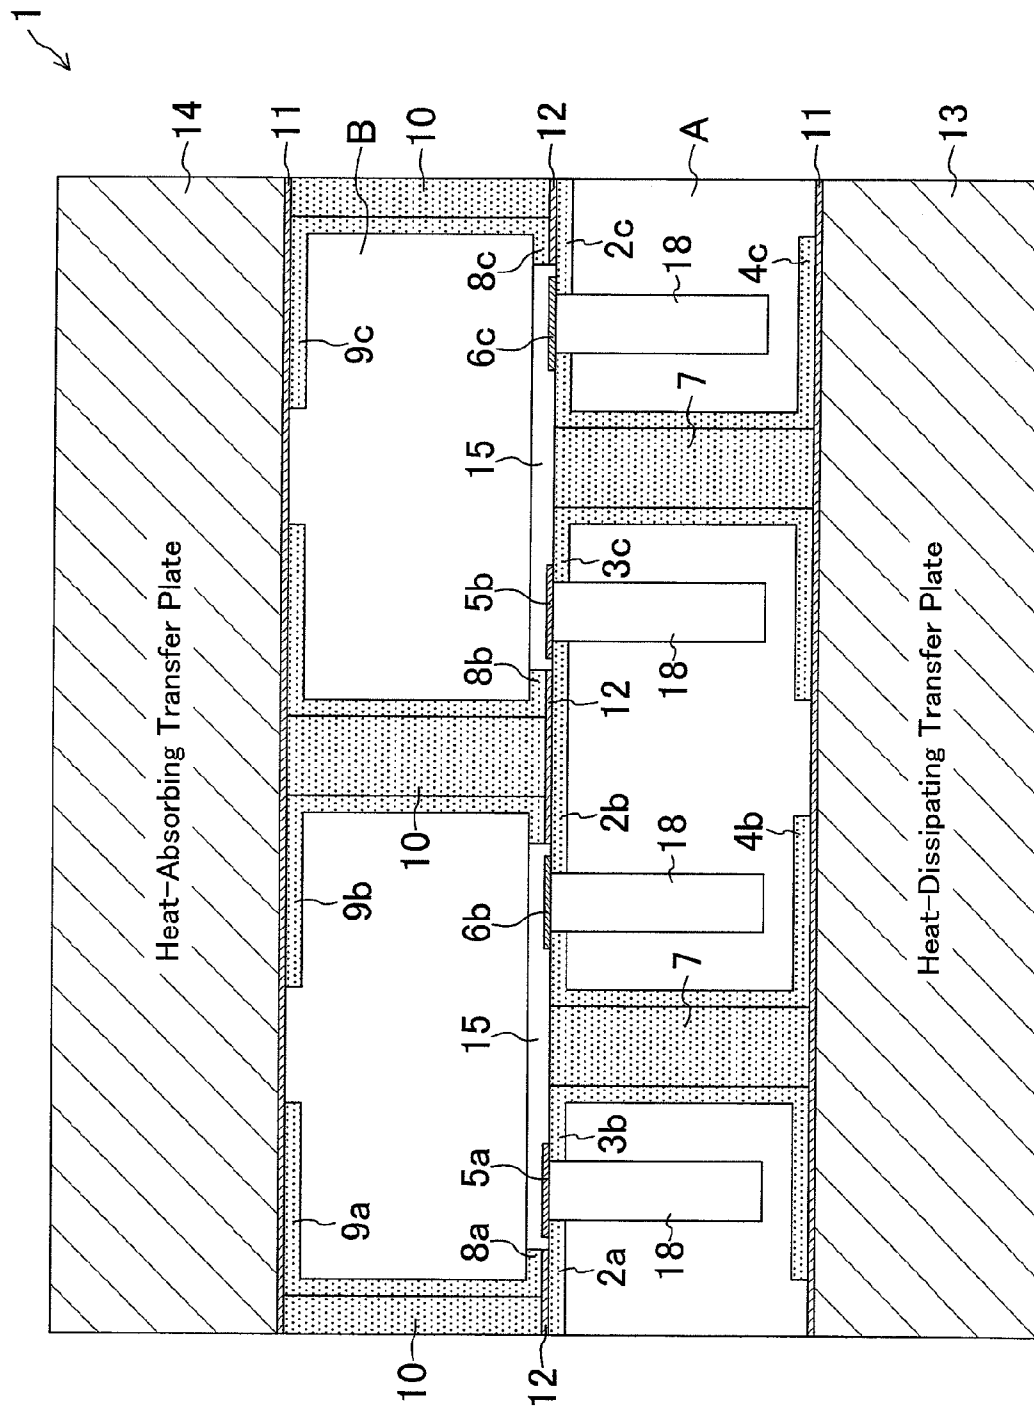 1
14
Heat-Absorbing Transfer Plate
11
B
9a
9b
9c
10
10
10
8a
5a
15
6b
8b
5b
15
6c
8c
12
12
12
2a
3b
2b
3c
2c
18
7
18
18
7
18
A
4b
4c
11
Heat-Dissipating Transfer Plate
13